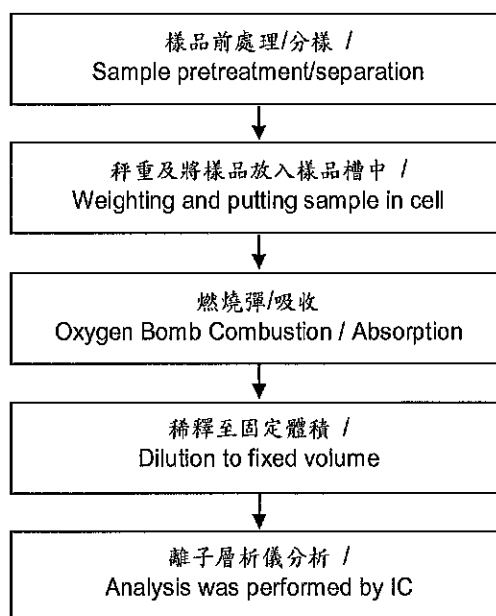 樣品前處理/分樣 /
Sample pretreatment/separation
秤重及將樣品放入樣品槽中 /
Weighting and putting sample in cell
燃燒彈/吸收
Oxygen Bomb Combustion / Absorption
稀釋至固定體積 /
Dilution to fixed volume
離子層析儀分析 /
Analysis was performed by IC